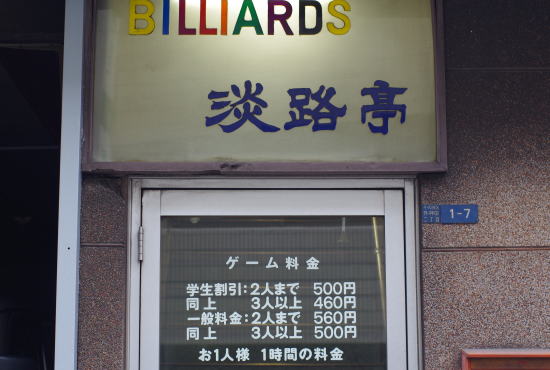 BILLIARDS
淡路亭
1-7
ゲーム料金
学生割引:2人まで 500円
同上 3人以上 460円
一般料金:2人まで 560円
同上 3人以上 500円
お1人様 1時間の料金